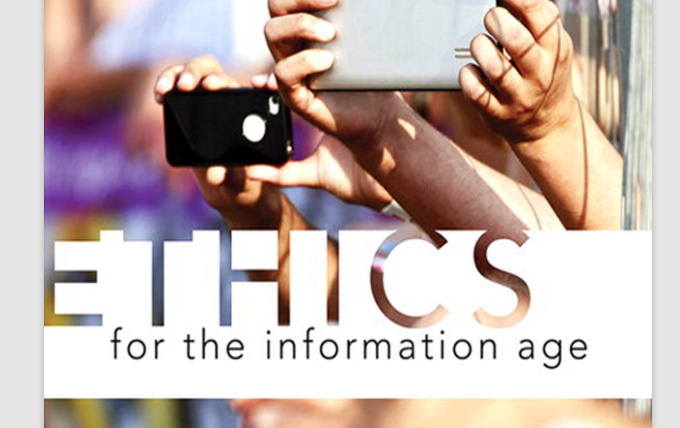 ETHICS
for the information age